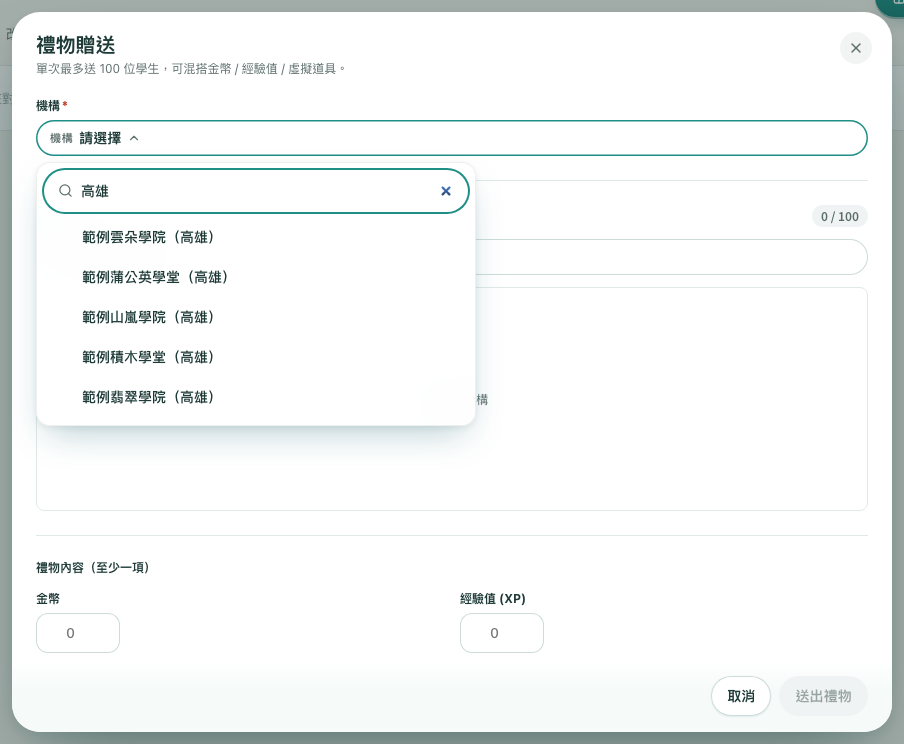 禮物贈送
單次最多送 100 位學生，可混搭金幣 / 經驗值 / 虛擬道具。
機構 *
機構 請選擇
高雄
範例雲朵學院（高雄）
0 / 100
範例蒲公英學堂（高雄）
範例山嵐學院（高雄）
範例積木學堂（高雄）
範例翡翠學院（高雄）
構
禮物內容（至少一項）
金幣
經驗值 (XP)
0
0
取消
送出禮物